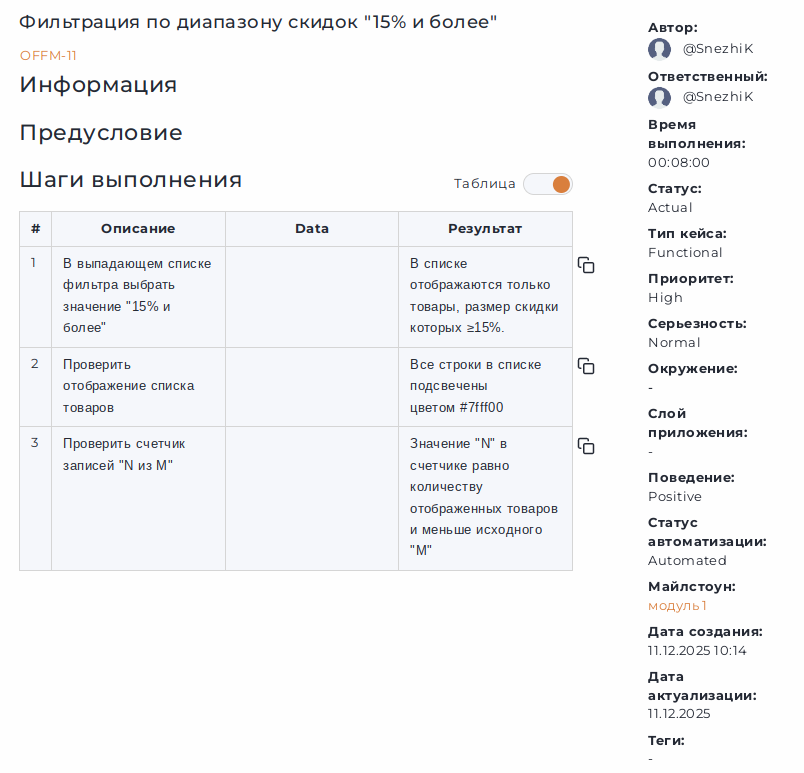 Фильтрация по диапазону скидок "15% и более"
OFFM-11
Информация
Предусловие
Шаги выполнения
Таблица
# Описание Data Результат
1
В выпадающем списке
фильтра выбрать
значение "15% и
более"
В списке
отображаются только
товары, размер скидки
которых ≥15%.
2
Проверить
отображение списка
товаров
Все строки в списке
подсвечены
цветом #7fff00
3
Проверить счетчик
записей "N из M"
Значение "N" в
счетчике равно
количеству
отображенных товаров
и меньше исходного
"M"
Автор:
@SnezhiK
Ответственный:
@SnezhiK
Время
выполнения:
00:08:00
Статус:
Actual
Тип кейса:
Functional
Приоритет:
High
Серьезность:
Normal
Окружение:
-
Слой
приложения:
-
Поведение:
Positive
Статус
автоматизации:
Automated
Майлстоун:
модуль 1
Дата создания:
11.12.2025 10:14
Дата
актуализации:
11.12.2025
Теги:
-